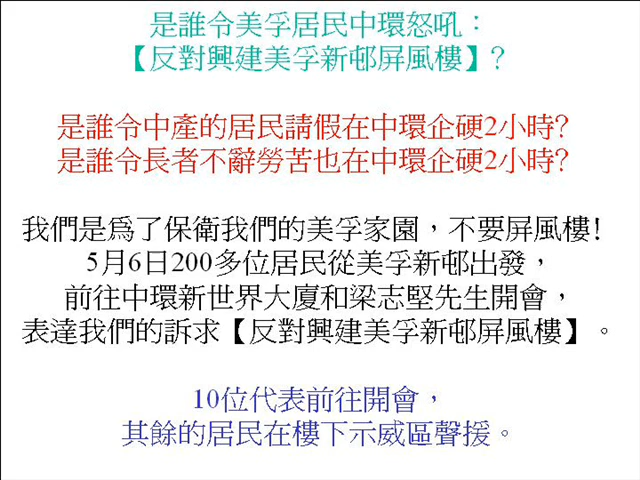 是誰令美孚居民中環怒吼：
【反對興建美孚新邨屏風樓】?
是誰令中產的居民請假在中環企硬2小時?
是誰令長者不辭勞苦也在中環企硬2小時?
我們是為了保衛我們的美孚家園，不要屏風樓!
5月6日200多位居民從美孚新邨出發，
前往中環新世界大廈和梁志堅先生開會，
表達我們的訴求【反對興建美孚新邨屏風樓】。
10位代表前往開會，
其餘的居民在樓下示威區聲援。